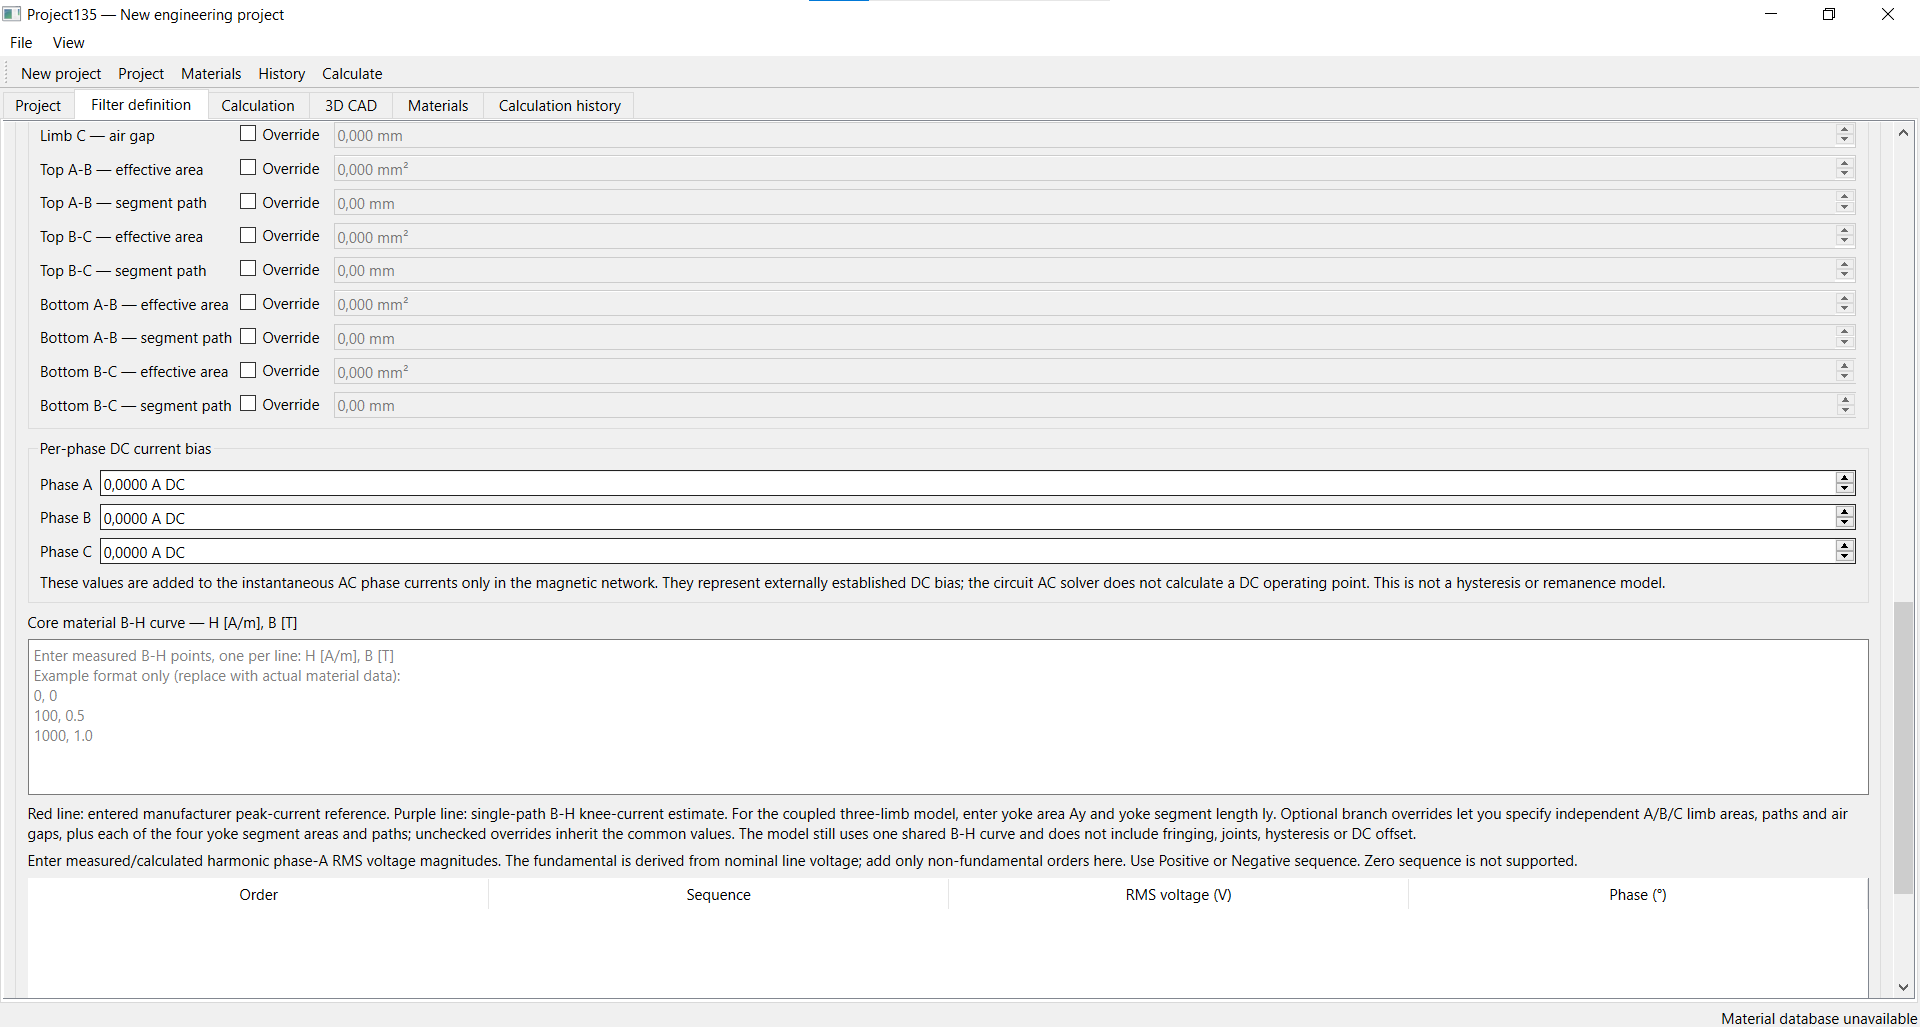 Project135 — New engineering project
File View
New project Project Materials History Calculate
Project Filter definition Calculation 3D CAD Materials Calculation history
Limb C — air gap Override 0,000 mm
Top A-B — effective area Override 0,000 mm²
Top A-B — segment path Override 0,00 mm
Top B-C — effective area Override 0,000 mm²
Top B-C — segment path Override 0,00 mm
Bottom A-B — effective area Override 0,000 mm²
Bottom A-B — segment path Override 0,00 mm
Bottom B-C — effective area Override 0,000 mm²
Bottom B-C — segment path Override 0,00 mm
Per-phase DC current bias
Phase A 0,0000 A DC
Phase B 0,0000 A DC
Phase C 0,0000 A DC
These values are added to the instantaneous AC phase currents only in the magnetic network. They represent externally established DC bias; the circuit AC solver does not calculate a DC operating point. This is not a hysteresis or remanence model.
Core material B-H curve — H [A/m], B [T]
Enter measured B-H points, one per line: H [A/m], B [T]
Example format only (replace with actual material data):
0, 0
100, 0.5
1000, 1.0
Red line: entered manufacturer peak-current reference. Purple line: single-path B-H knee-current estimate. For the coupled three-limb model, enter yoke area Ay and yoke segment length ly. Optional branch overrides let you specify independent A/B/C limb areas, paths and air
gaps, plus each of the four yoke segment areas and paths; unchecked overrides inherit the common values. The model still uses one shared B-H curve and does not include fringing, joints, hysteresis or DC offset.
Enter measured/calculated harmonic phase-A RMS voltage magnitudes. The fundamental is derived from nominal line voltage; add only non-fundamental orders here. Use Positive or Negative sequence. Zero sequence is not supported.
Order Sequence RMS voltage (V) Phase (°)
Material database unavailable